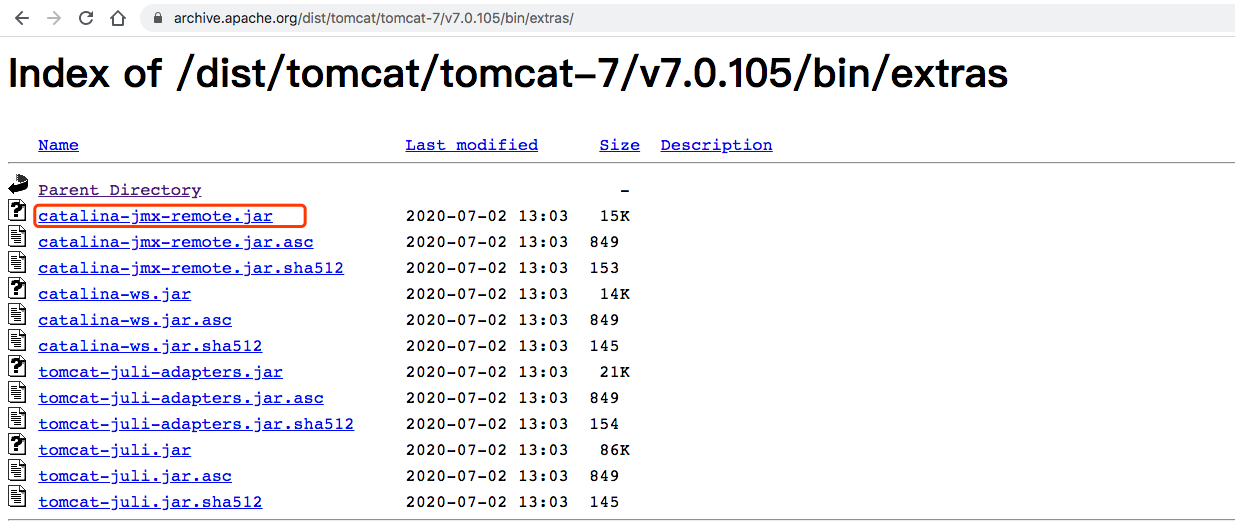 archive.apache.org/dist/tomcat/tomcat-7/v7.0.105/bin/extras/
Index of /dist/tomcat/tomcat-7/v7.0.105/bin/extras
Name Last modified Size Description
Parent Directory -
catalina-jmx-remote.jar 2020-07-02 13:03 15K
catalina-jmx-remote.jar.asc 2020-07-02 13:03 849
catalina-jmx-remote.jar.sha512 2020-07-02 13:03 153
catalina-ws.jar 2020-07-02 13:03 14K
catalina-ws.jar.asc 2020-07-02 13:03 849
catalina-ws.jar.sha512 2020-07-02 13:03 145
tomcat-juli-adapters.jar 2020-07-02 13:03 21K
tomcat-juli-adapters.jar.asc 2020-07-02 13:03 849
tomcat-juli-adapters.jar.sha512 2020-07-02 13:03 154
tomcat-juli.jar 2020-07-02 13:03 86K
tomcat-juli.jar.asc 2020-07-02 13:03 849
tomcat-juli.jar.sha512 2020-07-02 13:03 145